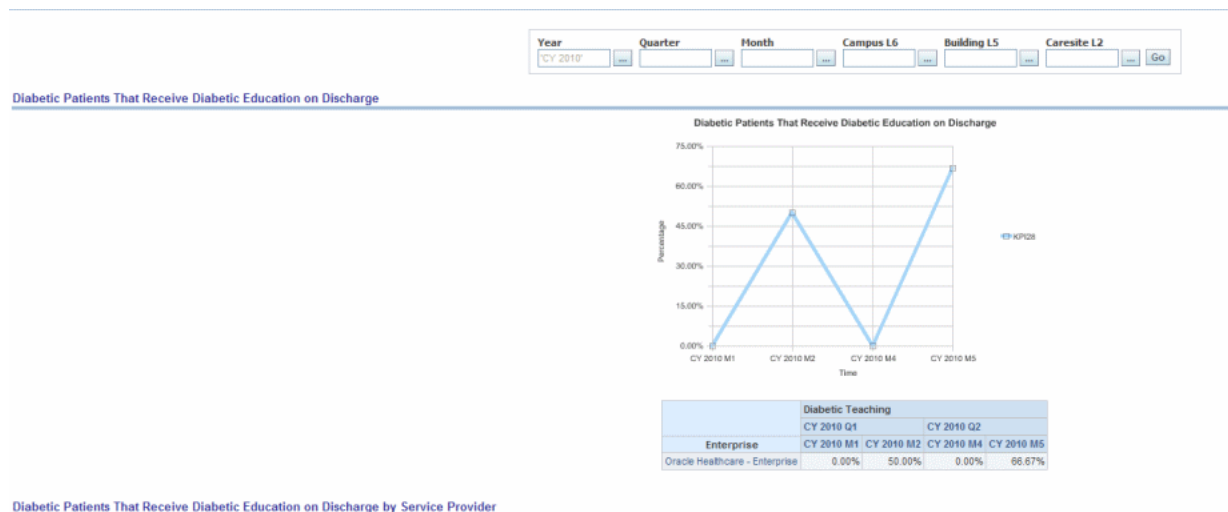 Year Quarter Month Campus L6 Building L5 Caresite L2
'CY 2010' ... ... ... ... ... ... Go
Diabetic Patients That Receive Diabetic Education on Discharge
Diabetic Patients That Receive Diabetic Education on Discharge
75.00%
60.00%
45.00%
30.00%
15.00%
0.00%
Percentage
KPI28
CY 2010 M1 CY 2010 M2 CY 2010 M4 CY 2010 M5
Time
Diabetic Teaching
CY 2010 Q1 CY 2010 Q2
Enterprise CY 2010 M1 CY 2010 M2 CY 2010 M4 CY 2010 M5
Oracle Healthcare - Enterprise 0.00% 50.00% 0.00% 66.67%
Diabetic Patients That Receive Diabetic Education on Discharge by Service Provider